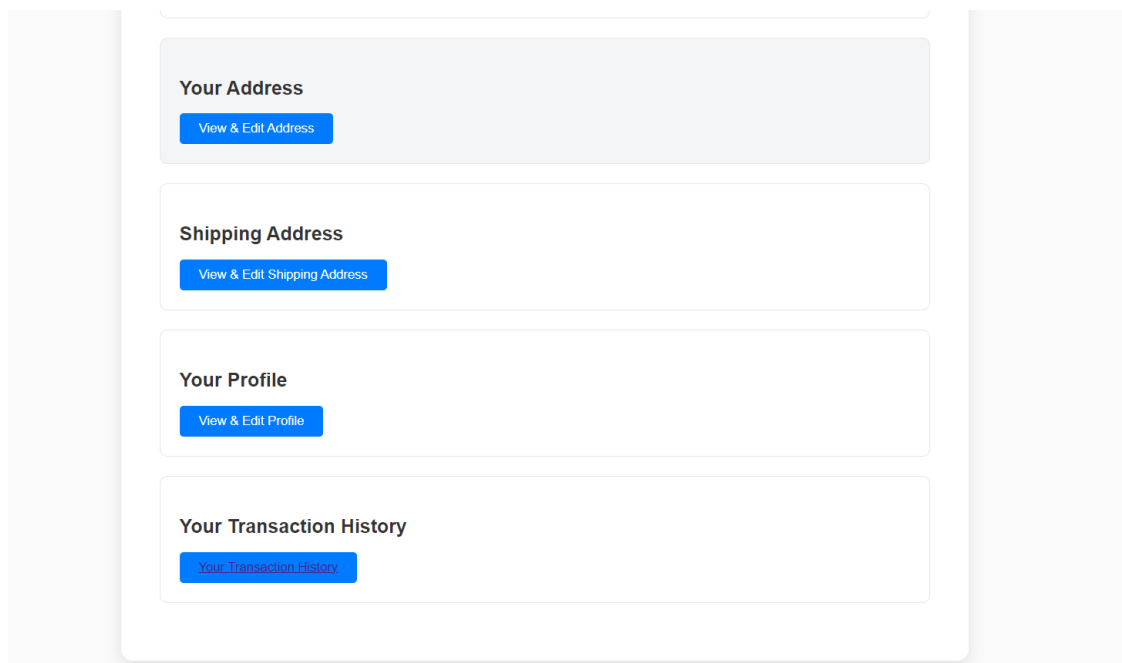 Your Address
View & Edit Address
Shipping Address
View & Edit Shipping Address
Your Profile
View & Edit Profile
Your Transaction History
Your Transaction History